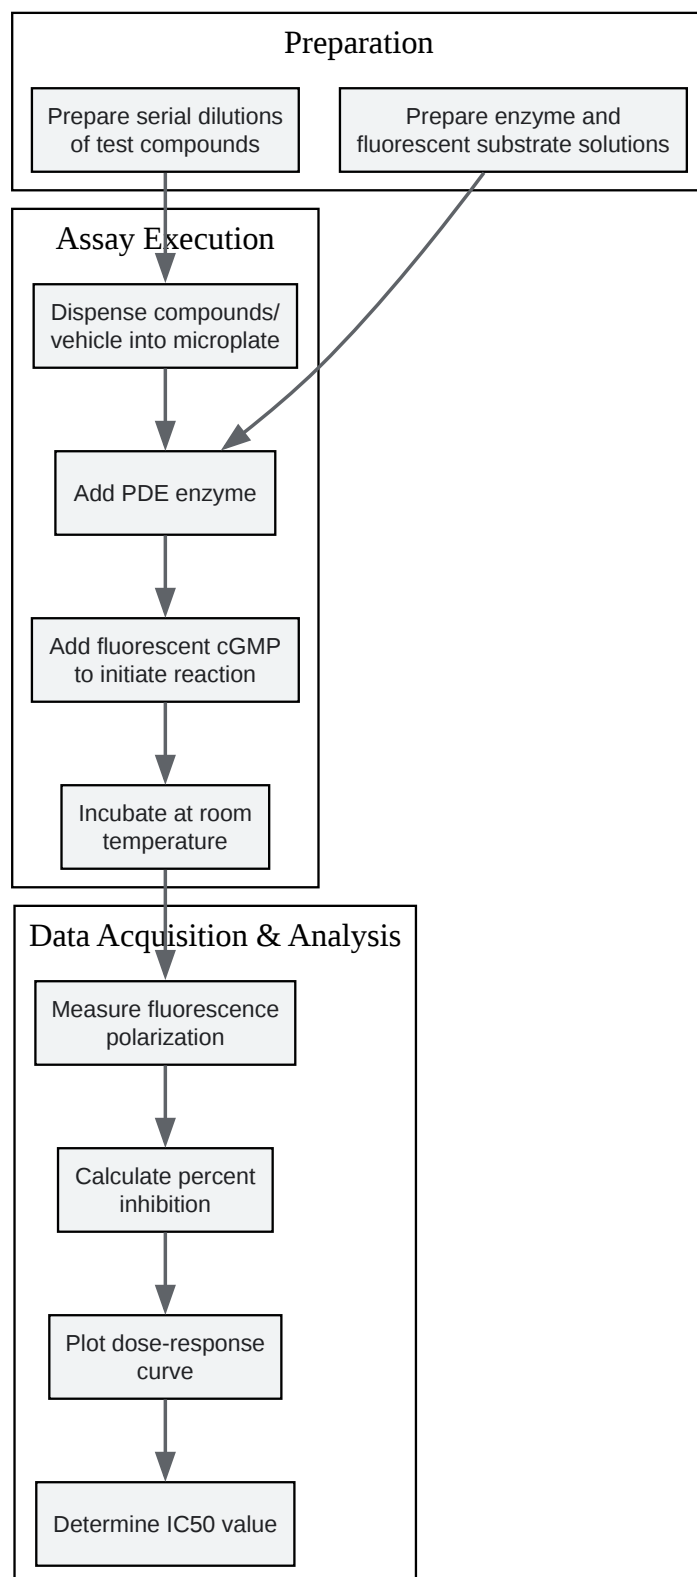 Preparation
Prepare serial dilutions
of test compounds
Prepare enzyme and
fluorescent substrate solutions
Assay Execution
Dispense compounds/
vehicle into microplate
Add PDE enzyme
Add fluorescent cGMP
to initiate reaction
Incubate at room
temperature
Data Acquisition & Analysis
Measure fluorescence
polarization
Calculate percent
inhibition
Plot dose-response
curve
Determine IC50 value